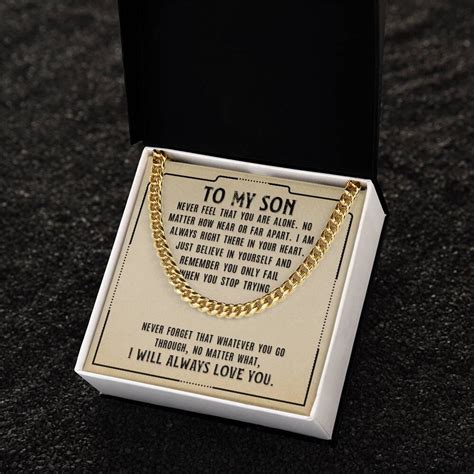 TO MY SON
NEVER FEEL THAT YOU ARE ALONE. NO
MATTER HOW NEAR OR FAR APART. I AM
ALWAYS RIGHT THERE IN YOUR HEART.
JUST BELIEVE IN YOURSELF AND
REMEMBER YOU ONLY FAIL
WHEN YOU STOP TRYING
NEVER FORGET THAT WHATEVER YOU GO
THROUGH, NO MATTER WHAT,
I WILL ALWAYS LOVE YOU.